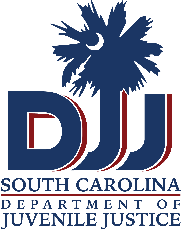 DJJ
SOUTH CAROLINA
DEPARTMENT OF
JUVENILE JUSTICE